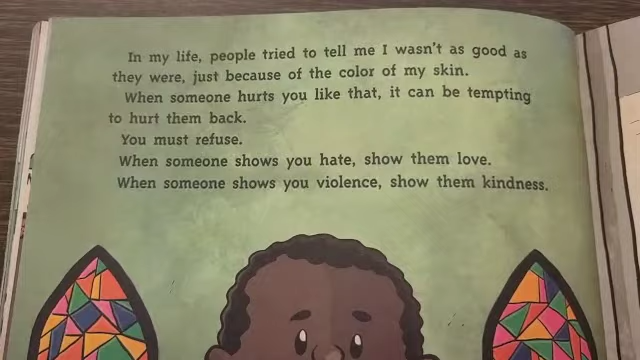 In my life, people tried to tell me I wasn't as good as
they were, just because of the color of my skin.
When someone hurts you like that, it can be tempting
to hurt them back.
You must refuse.
When someone shows you hate, show them love.
When someone shows you violence, show them kindness.